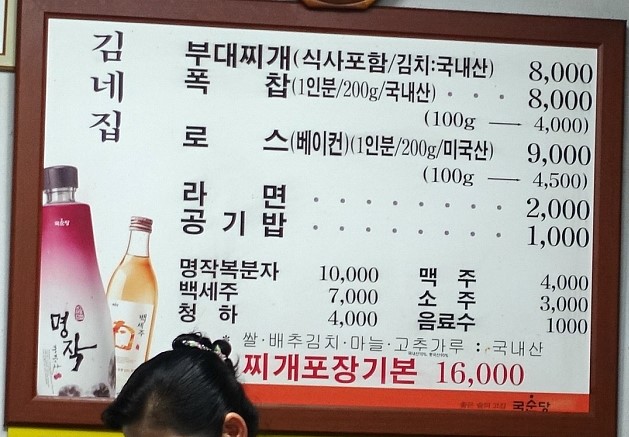 김네집
부대찌개(식사포함/김치:국내산) 8,000
폭 찹(1인분/200g/국내산) · · · 8,000
(100g → 4,000)
로 스(베이컨)(1인분/200g/미국산) 9,000
(100g → 4,500)
라 면 · · · · · · · · 2,000
공 기 밥 · · · · · · · · 1,000
명작복분자 10,000 맥 주 4,000
백세주 7,000 소 주 3,000
청 하 4,000 음료수 1000
* 쌀·배추김치·마늘·고추가루 : 국내산
찌개포장기본 16,000
국순당
명작
백세주